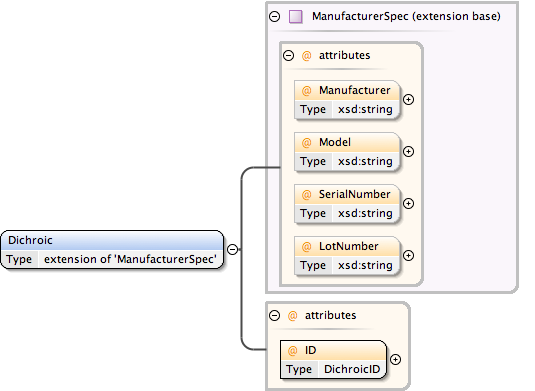 ManufacturerSpec (extension base)
@ attributes
@ Manufacturer
Type xsd:string
@ Model
Type xsd:string
@ SerialNumber
Type xsd:string
@ LotNumber
Type xsd:string
Dichroic
Type extension of 'ManufacturerSpec'
@ attributes
@ ID
Type DichroicID